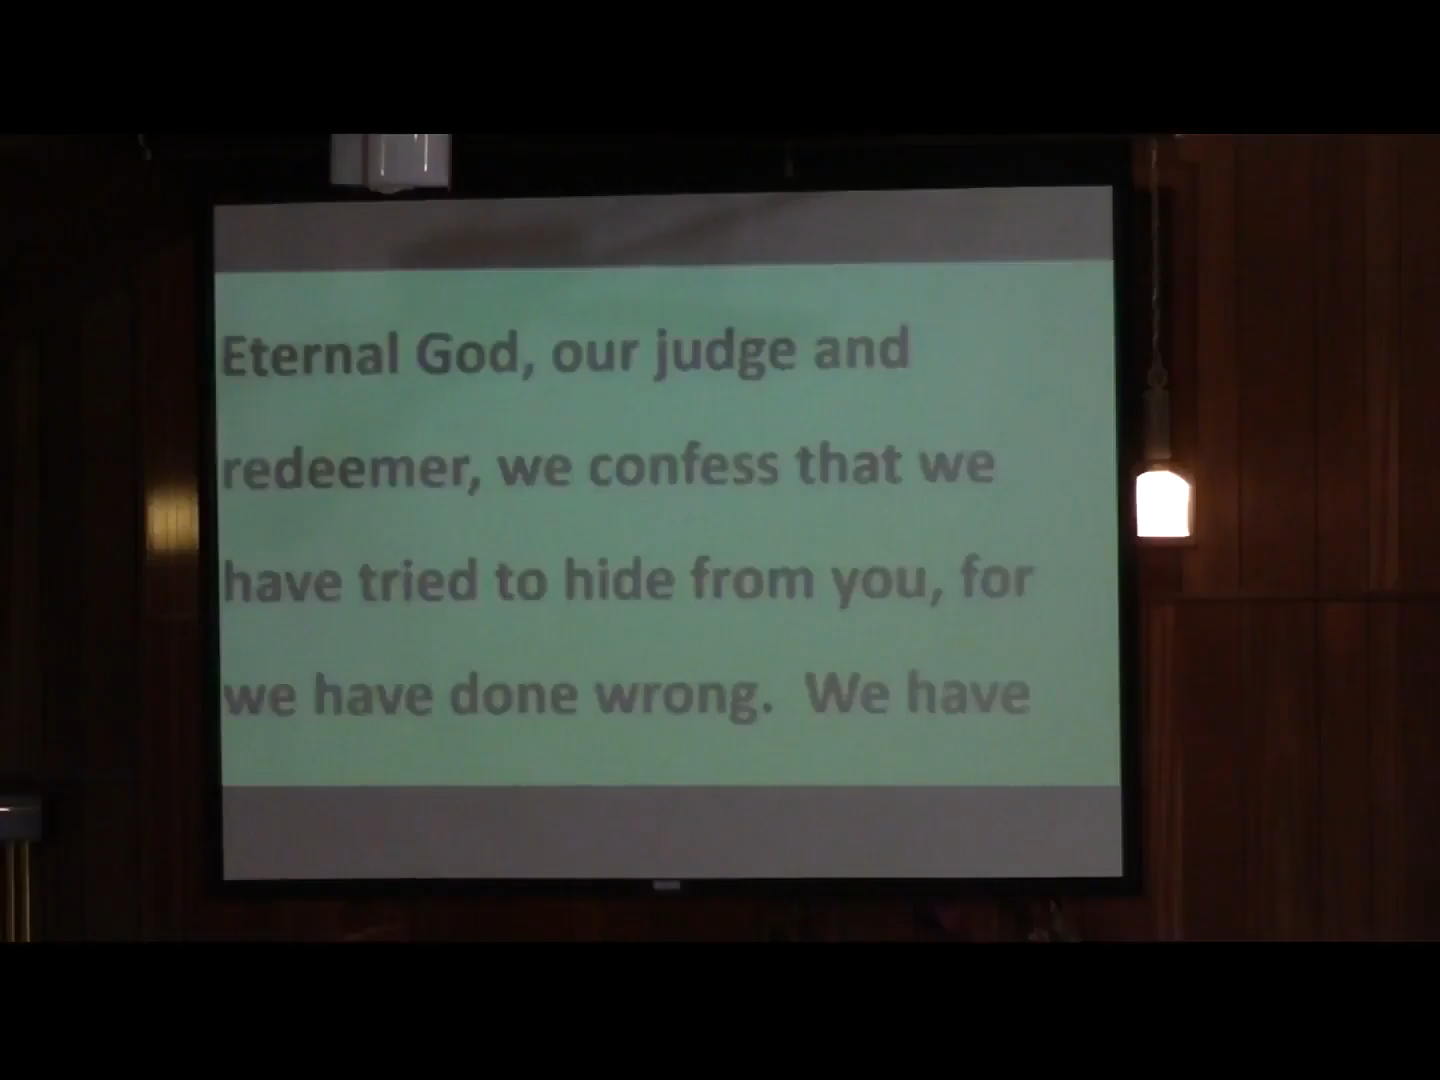 Eternal God, our judge and
redeemer, we confess that we
have tried to hide from you, for
we have done wrong.  We have